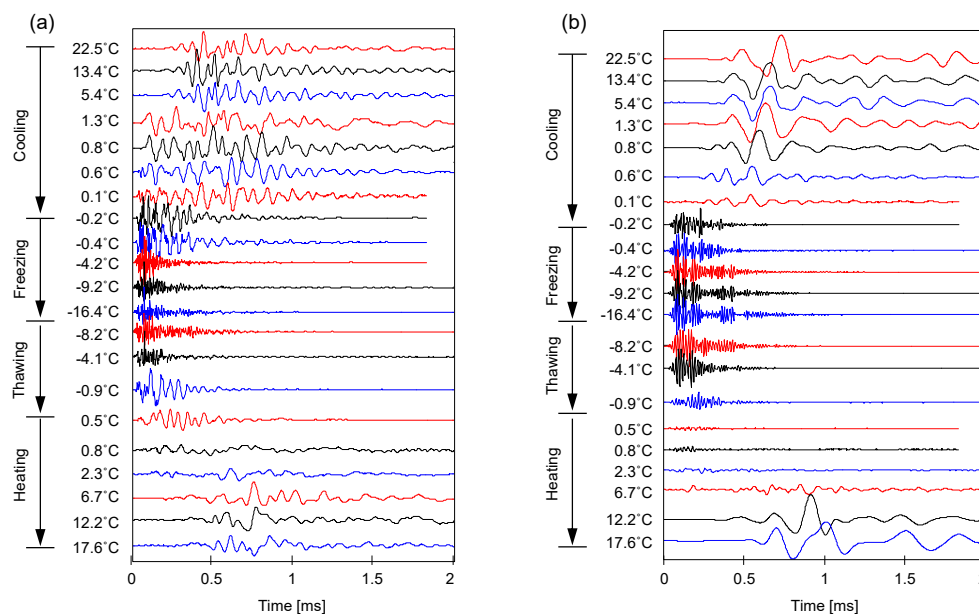 (a)
Cooling
Freezing
Thawing
Heating
22.5˚C
13.4˚C
5.4˚C
1.3˚C
0.8˚C
0.6˚C
0.1˚C
-0.2˚C
-0.4˚C
-4.2˚C
-9.2˚C
-16.4˚C
-8.2˚C
-4.1˚C
-0.9˚C
0.5˚C
0.8˚C
2.3˚C
6.7˚C
12.2˚C
17.6˚C
0 0.5 1 1.5 2
Time [ms]
(b)
Cooling
Freezing
Thawing
Heating
22.5˚C
13.4˚C
5.4˚C
1.3˚C
0.8˚C
0.6˚C
0.1˚C
-0.2˚C
0.4˚C
-4.2˚C
-9.2˚C
-16.4˚C
-8.2˚C
-4.1˚C
-0.9˚C
0.5˚C
0.8˚C
2.3˚C
6.7˚C
12.2˚C
17.6˚C
0 0.5 1 1.5
Time [ms]